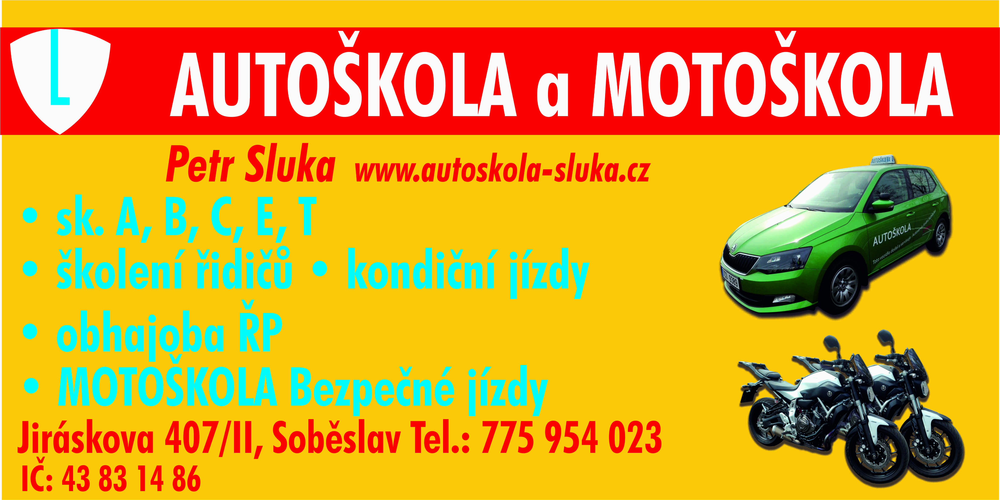 L
AUTOŠKOLA a MOTOŠKOLA
Petr Sluka www.autoskola-sluka.cz
• sk. A, B, C, E, T
• školení řidičů • kondiční jízdy
• obhajoba ŘP
• MOTOŠKOLA Bezpečné jízdy
Jiráskova 407/II, Soběslav Tel.: 775 954 023
IČ: 43 83 14 86
AUTOŠKOLA L
AUTOŠKOLA
Toto vozidlo dodal a servisuje : Autoservis Soběslav
9389